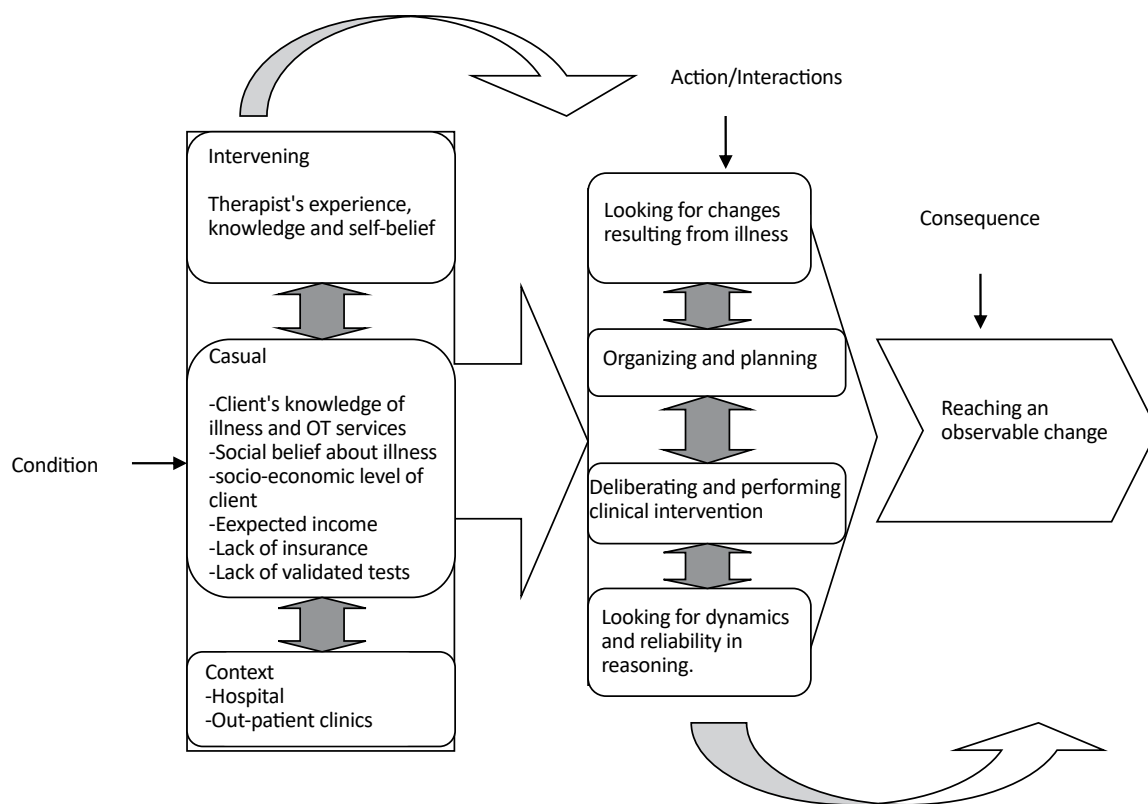 Action/Interactions
Intervening
Therapist's experience,
knowledge and self-belief
Looking for changes
resulting from illness
Consequence
Casual
-Client's knowledge of
illness and OT services
-Social belief about illness
-socio-economic level of
client
-Eexpected income
-Lack of insurance
-Lack of validated tests
Organizing and planning
Reaching an
observable change
Condition
Deliberating and performing
clinical intervention
Looking for dynamics
and reliability in
reasoning.
Context
-Hospital
-Out-patient clinics